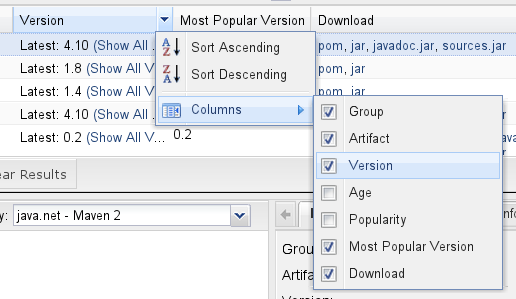 Version Most Popular Version Download
Latest: 4.10 (Show All pom, jar, javadoc.jar, sources.jar
Latest: 1.8 (Show All V pom, jar
Latest: 1.4 (Show All V pom, jar
Latest: 4.10 (Show All
Latest: 0.2 (Show All V... 0.2
Sort Ascending
Sort Descending
Columns
Group
Artifact
Version
Age
Popularity
Most Popular Version
Download
ear Results
y: java.net - Maven 2
Grou
Artifa
Version: